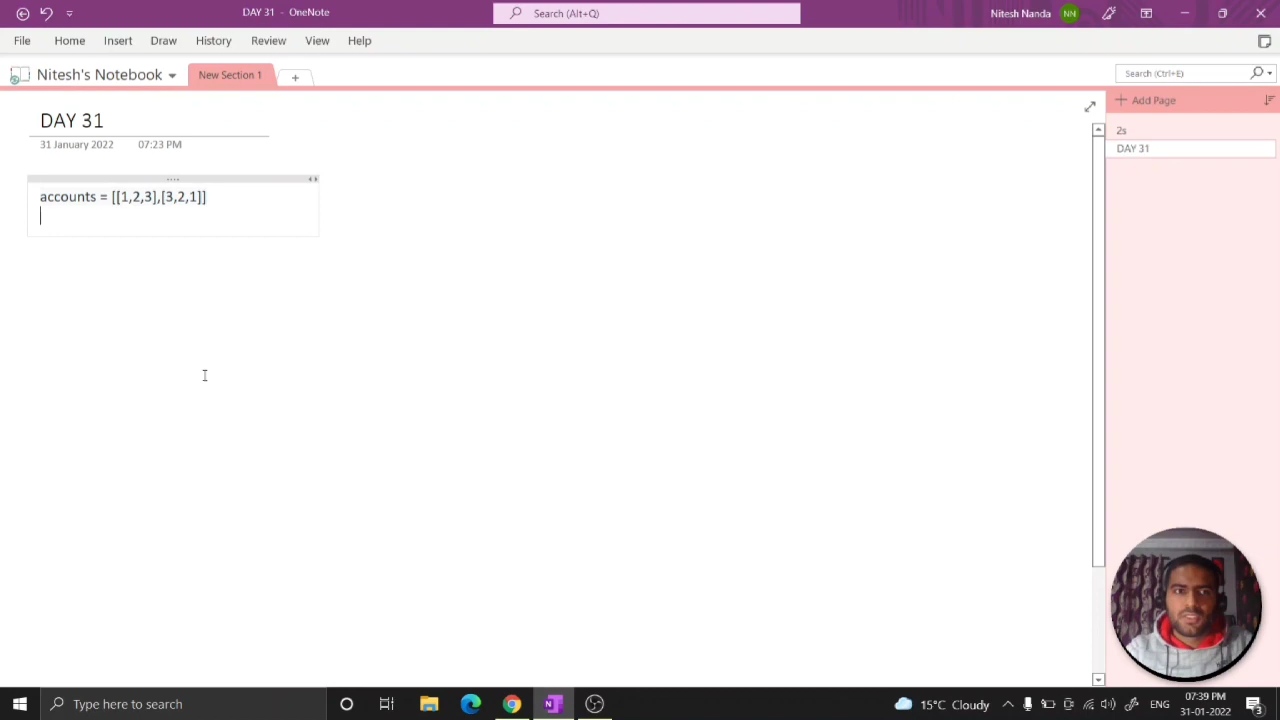 DAY 31 - OneNote
Search (Alt+Q)
Nitesh Nanda
NN
File
Home
Insert
Draw
History
Review
View
Help
Nitesh's Notebook
New Section 1
+
Search (Ctrl+E)
Add Page
2s
DAY 31
DAY 31
31 January 2022
07:23 PM
accounts = [[1,2,3],[3,2,1]]
Type here to search
15°C Cloudy
ENG
07:39 PM
31-01-2022
3